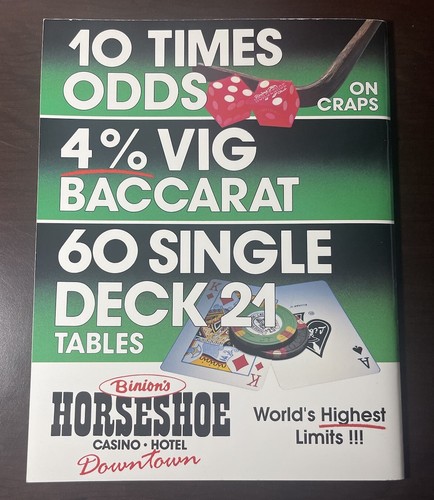 10 TIMES
ODDS
ON
CRAPS
4% VIG
BACCARAT
60 SINGLE
DECK 21
TABLES
K
K
A
A
Binion's
HORSESHOE
CASINO • HOTEL
Downtown
World's Highest
Limits !!!